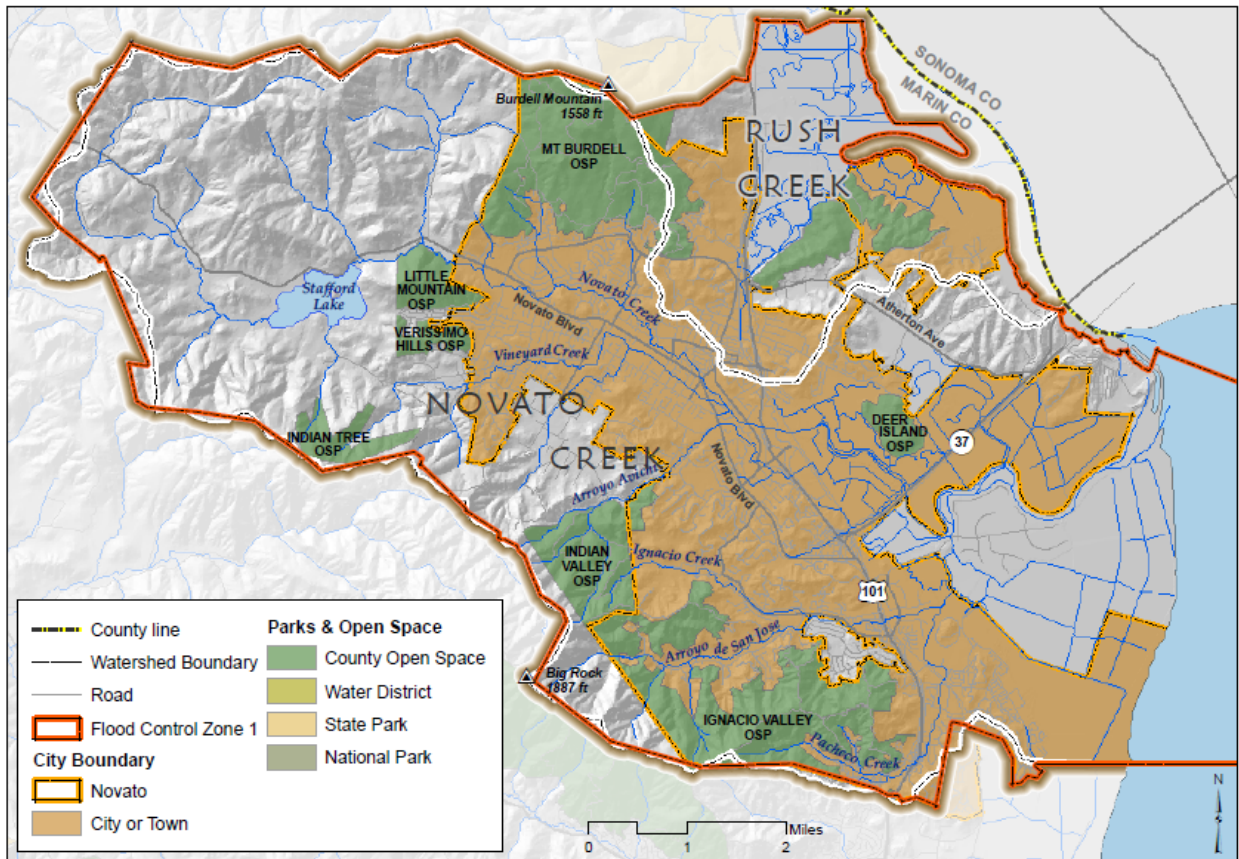 SONOMA CO
MARIN CO
Burdell Mountain
1558 ft
MT BURDELL
OSP
RUSH
CREEK
LITTLE
MOUNTAIN
OSP
Stafford
Lake
VERISSIMO
HILLS OSP
Novato Blvd
Novato Creek
Atherton Ave
Vineyard Creek
NOVATO
CREEK
INDIAN TREE
OSP
DEER
ISLAND
OSP
37
Novato Blvd
Arroyo Avichi
INDIAN
VALLEY
OSP
Ignacio Creek
101
Arroyo de San Jose
Big Rock
1887 ft
IGNACIO VALLEY
OSP
Pacheco Creek
County line
Watershed Boundary
Road
Flood Control Zone 1
City Boundary
Novato
City or Town
Parks & Open Space
County Open Space
Water District
State Park
National Park
Miles
0 1 2
N